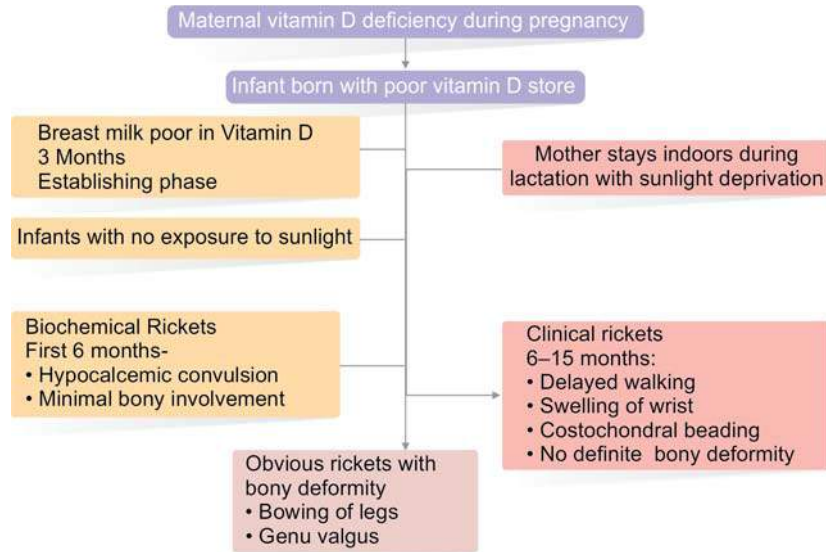 Maternal vitamin D deficiency during pregnancy
Infant born with poor vitamin D store
Breast milk poor in Vitamin D
3 Months
Establishing phase
Mother stays indoors during
lactation with sunlight deprivation
Infants with no exposure to sunlight
Biochemical Rickets
First 6 months-
• Hypocalcemic convulsion
• Minimal bony involvement
Clinical rickets
6–15 months:
• Delayed walking
• Swelling of wrist
• Costochondral beading
• No definite bony deformity
Obvious rickets with
bony deformity
• Bowing of legs
• Genu valgus